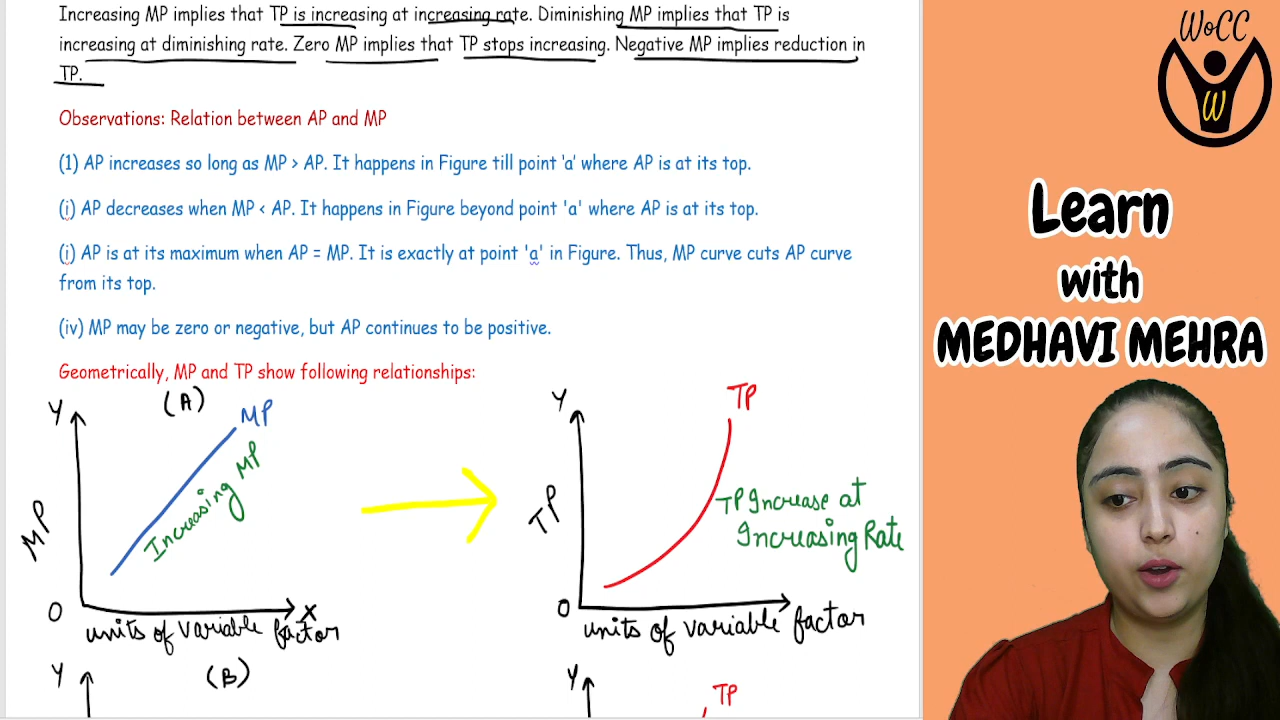 Increasing MP implies that TP is increasing at increasing rate. Diminishing MP implies that TP is
increasing at diminishing rate. Zero MP implies that TP stops increasing. Negative MP implies reduction in
TP.
Observations: Relation between AP and MP
(1) AP increases so long as MP > AP. It happens in Figure till point 'a' where AP is at its top.
(i) AP decreases when MP < AP. It happens in Figure beyond point 'a' where AP is at its top.
(i) AP is at its maximum when AP = MP. It is exactly at point 'a' in Figure. Thus, MP curve cuts AP curve
from its top.
(iv) MP may be zero or negative, but AP continues to be positive.
Geometrically, MP and TP show following relationships:
(A)
Y
MP
Increasing MP
MP
O
X
units of variable factor
Y
TP
TP
TP Increase at
Increasing Rate
O
units of variable factor
Y
(B)
Y
TP
WOCC
W
Learn
with
MEDHAVI MEHRA